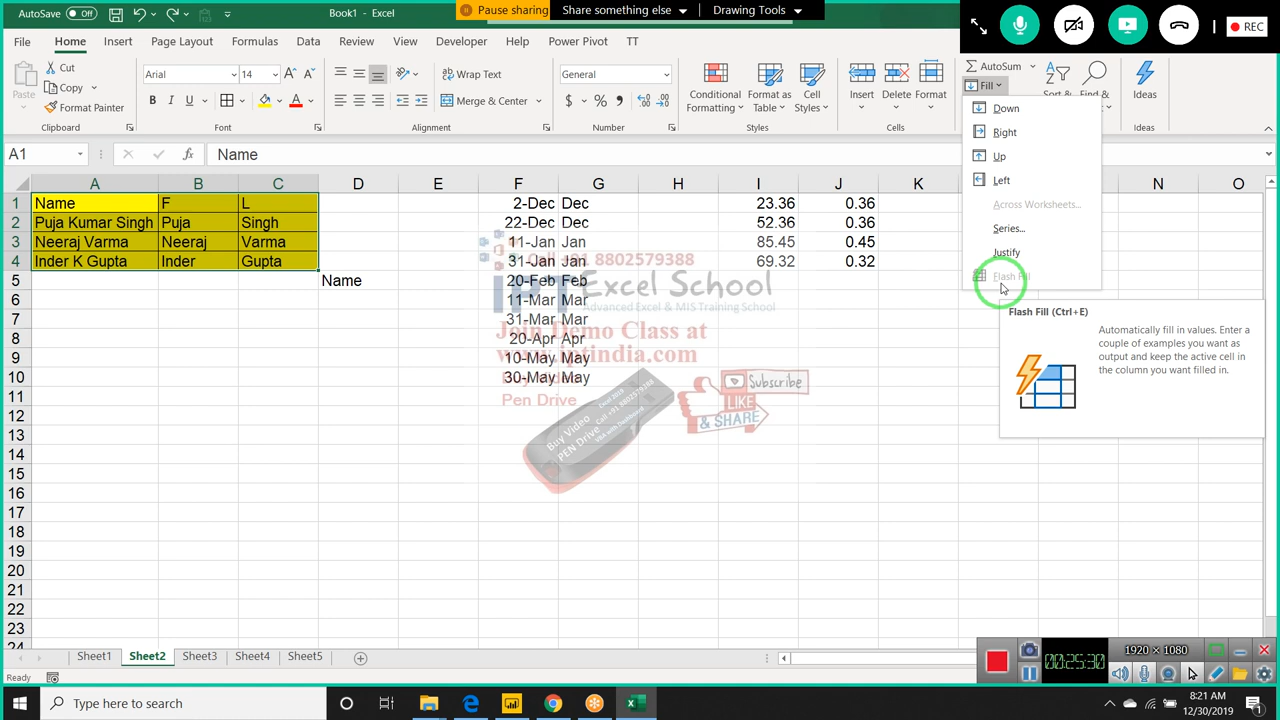 AutoSave Off
Book1 - Excel
Pause sharing
Share something else
Drawing Tools
REC
File Home Insert Page Layout Formulas Data Review View Developer Help Power Pivot TT
Paste
Cut
Copy
Format Painter
Clipboard
Arial 14
B I U
Font
Wrap Text
Merge & Center
Alignment
General
Number
Conditional Formatting
Format as Table
Cell Styles
Styles
Insert Delete Format
Cells
AutoSum
Fill
Sort &
Find &
Ideas
Ideas
Down
Right
Up
Left
Across Worksheets...
Series...
Justify
Flash Fill
Flash Fill (Ctrl+E)
Automatically fill in values. Enter a
couple of examples you want as
output and keep the active cell in
the column you want filled in.
A1 fx Name
A B C D E F G H I J K N O
1 Name F L 2-Dec Dec 23.36 0.36
2 Puja Kumar Singh Puja Singh 22-Dec Dec 52.36 0.36
3 Neeraj Varma Neeraj Varma 11-Jan Jan 85.45 0.45
4 Inder K Gupta Inder Gupta 31-Jan Jan 69.32 0.32
5 Name 20-Feb Feb
6 11-Mar Mar
7 31-Mar Mar
8 20-Apr Apr
9 10-May May
10 30-May May
11
12
13
14
15
16
17
18
19
20
21
22
23
24
Call +91 8802579388
IPT Excel School
Advanced Excel & MIS Training School
Join Demo Class at
www.iptindia.com
Pen Drive
Buy Video
PEN Drive
Subscribe
LIKE
& SHARE
Sheet1 Sheet2 Sheet3 Sheet4 Sheet5
Ready
1920 × 1080
00:25:30
Type here to search
8:21 AM
12/30/2019
1